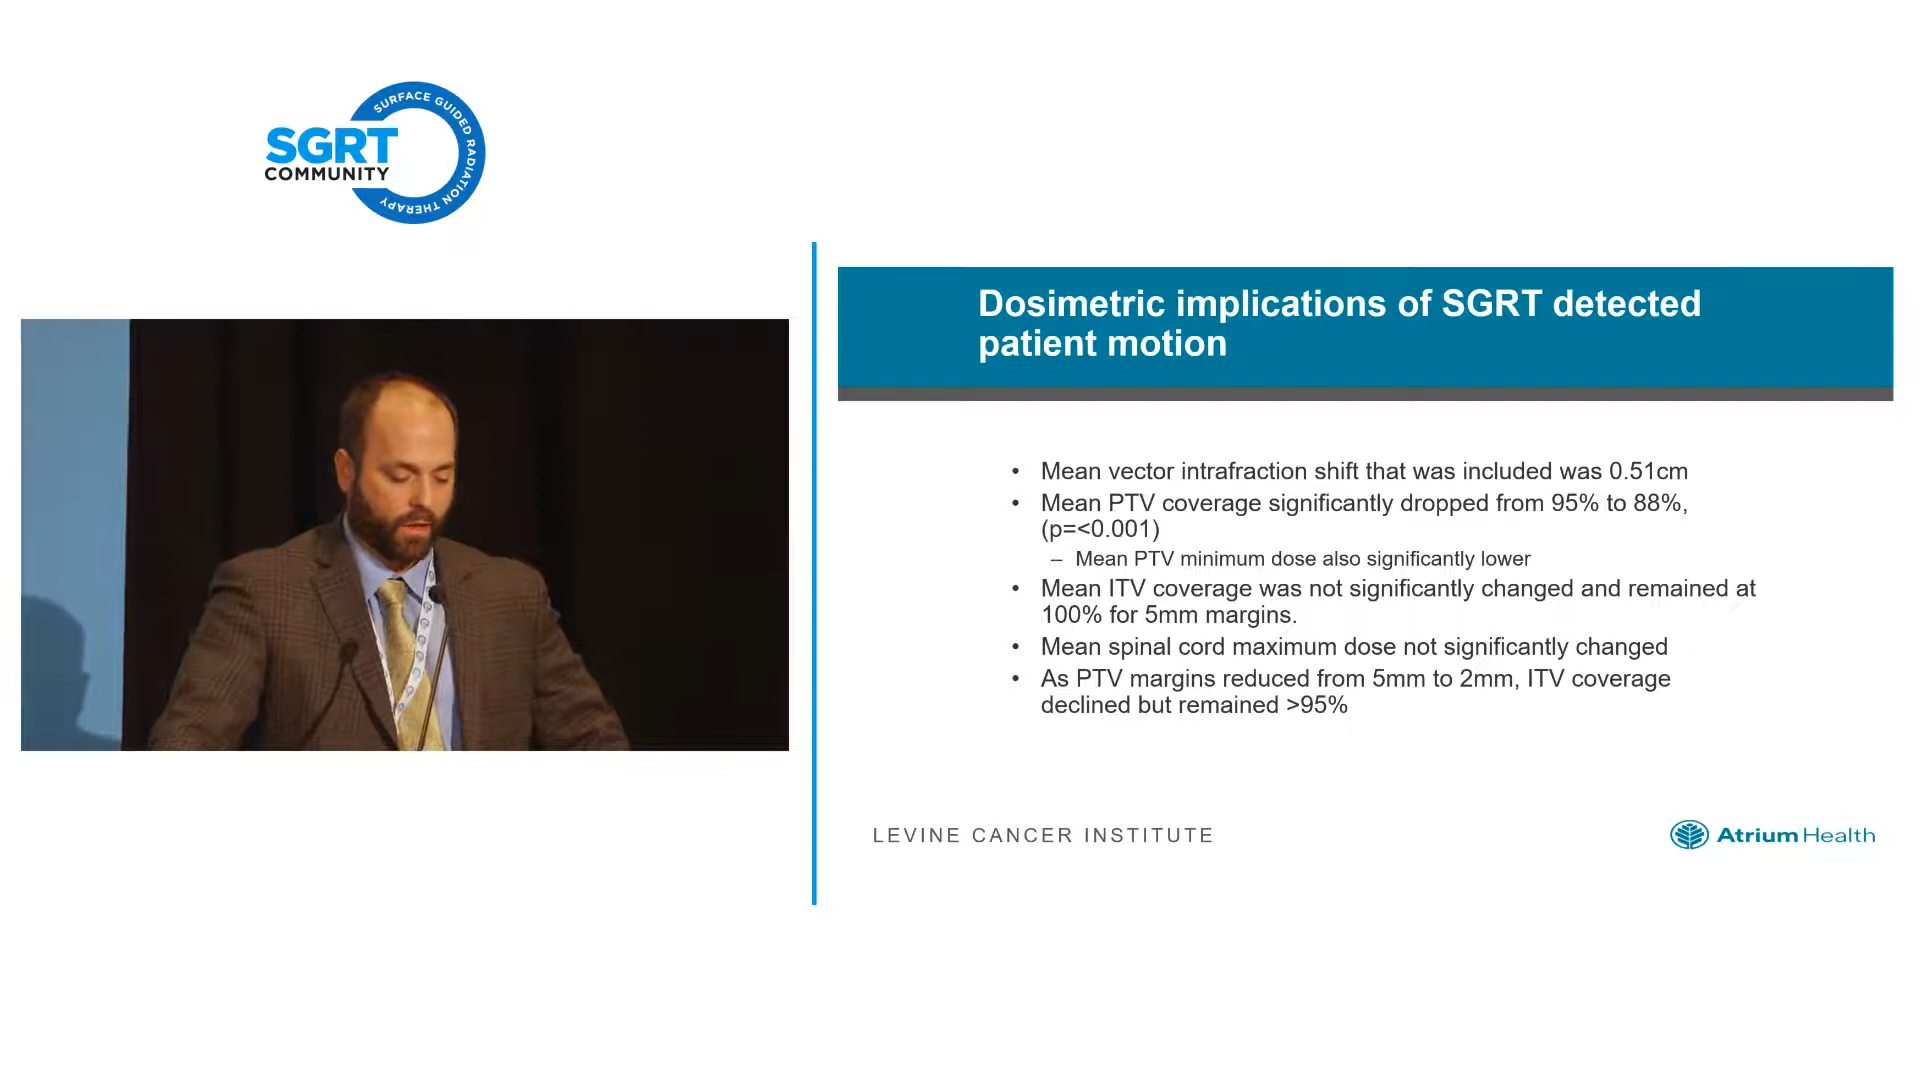 SURFACE GUIDED RADIATION THERAPY
SGRT
COMMUNITY
Dosimetric implications of SGRT detected
patient motion
• Mean vector intrafraction shift that was included was 0.51cm
• Mean PTV coverage significantly dropped from 95% to 88%,
(p=<0.001)
– Mean PTV minimum dose also significantly lower
• Mean ITV coverage was not significantly changed and remained at
100% for 5mm margins.
• Mean spinal cord maximum dose not significantly changed
• As PTV margins reduced from 5mm to 2mm, ITV coverage
declined but remained >95%
LEVINE CANCER INSTITUTE
Atrium Health